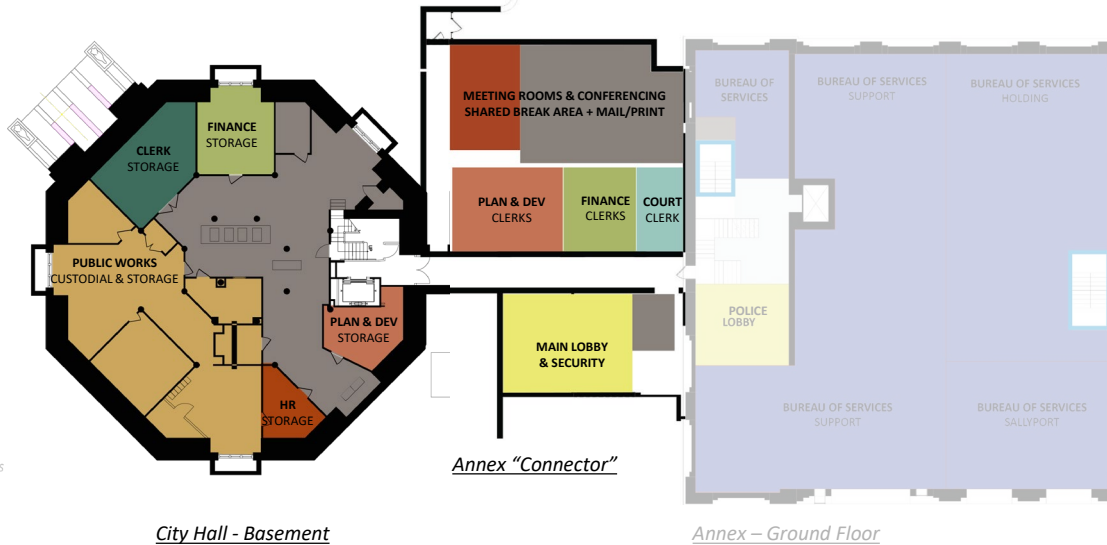 BUREAU OF
SERVICES
BUREAU OF SERVICES
SUPPORT
BUREAU OF SERVICES
HOLDING
MEETING ROOMS & CONFERENCING
SHARED BREAK AREA + MAIL/PRINT
FINANCE
STORAGE
CLERK
STORAGE
PLAN & DEV
CLERKS
FINANCE
CLERKS
COURT
CLERK
PUBLIC WORKS
CUSTODIAL & STORAGE
PLAN & DEV
STORAGE
POLICE
LOBBY
MAIN LOBBY
& SECURITY
HR
STORAGE
BUREAU OF SERVICES
SUPPORT
BUREAU OF SERVICES
SALLYPORT
Annex “Connector”
City Hall - Basement
Annex – Ground Floor